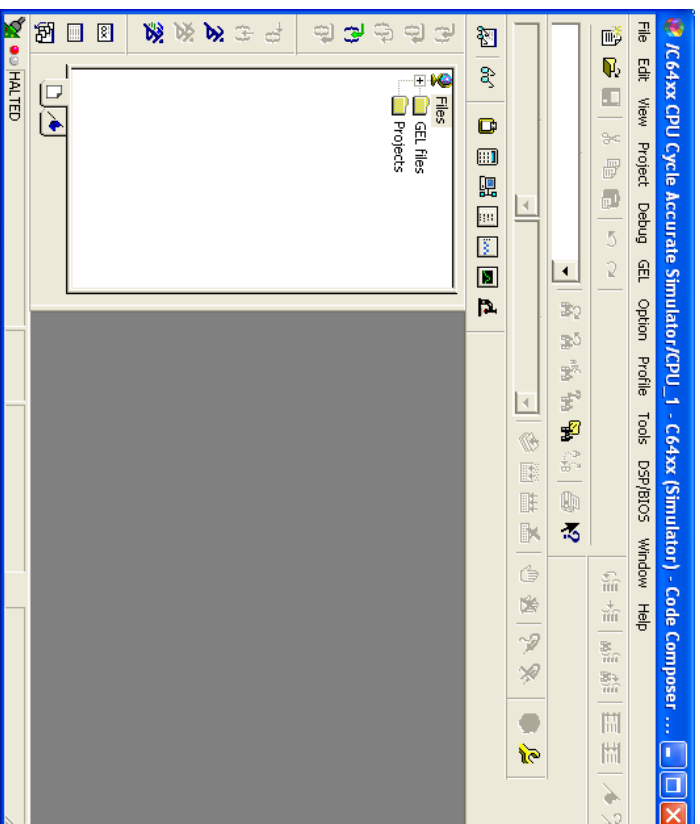 /C64xx CPU Cycle Accurate Simulator/CPU_1 - C64xx (Simulator) - Code Composer ...
File Edit View Project Debug GEL Option Profile Tools DSP/BIOS Window Help
Files
GEL files
Projects
HALTED